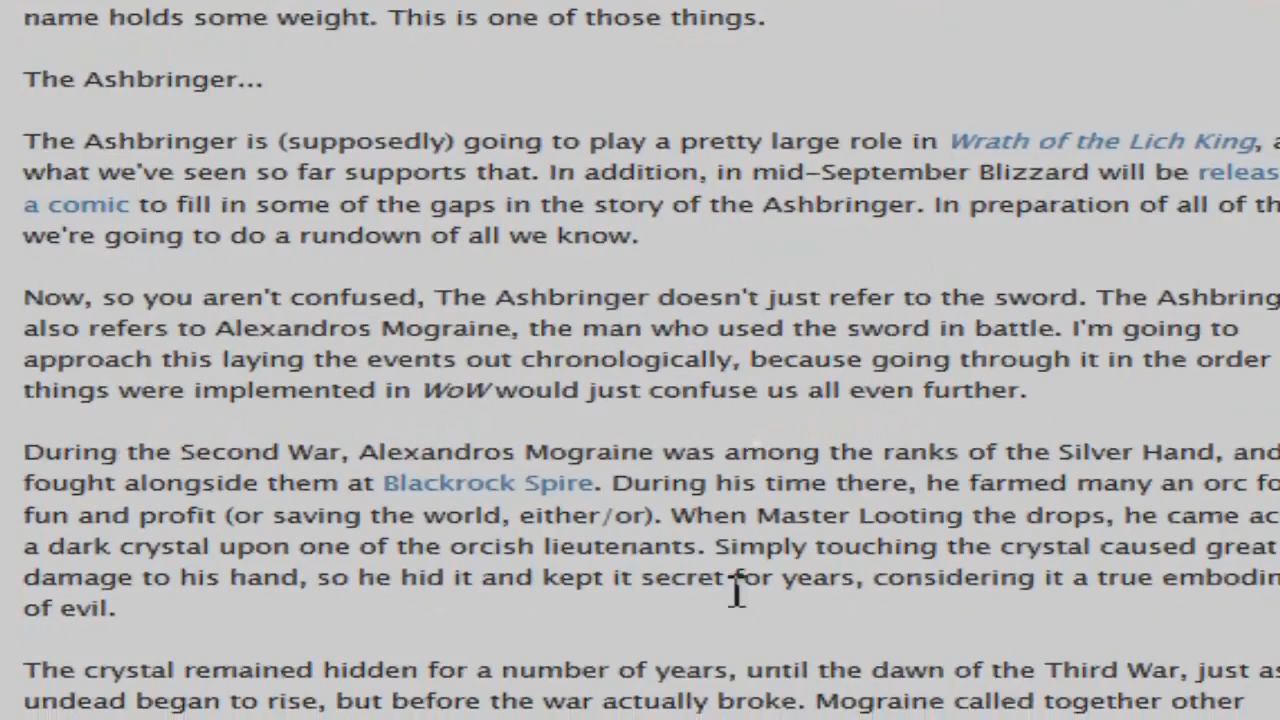 name holds some weight. This is one of those things.
The Ashbringer...
The Ashbringer is (supposedly) going to play a pretty large role in Wrath of the Lich King,
what we've seen so far supports that. In addition, in mid-September Blizzard will be
a comic to fill in some of the gaps in the story of the Ashbringer. In preparation of all of
we're going to do a rundown of all we know.
Now, so you aren't confused, The Ashbringer doesn't just refer to the sword. The
also refers to Alexandros Mograine, the man who used the sword in battle. I'm going to
approach this laying the events out chronologically, because going through it in the order
things were implemented in WoW would just confuse us all even further.
During the Second War, Alexandros Mograine was among the ranks of the Silver Hand, and
fought alongside them at Blackrock Spire. During his time there, he farmed many an orc
fun and profit (or saving the world, either/or). When Master Looting the drops, he came
a dark crystal upon one of the orcish lieutenants. Simply touching the crystal caused great
damage to his hand, so he hid it and kept it secret for years, considering it a true
of evil.
The crystal remained hidden for a number of years, until the dawn of the Third War, just as
undead began to rise, but before the war actually broke. Mograine called together other